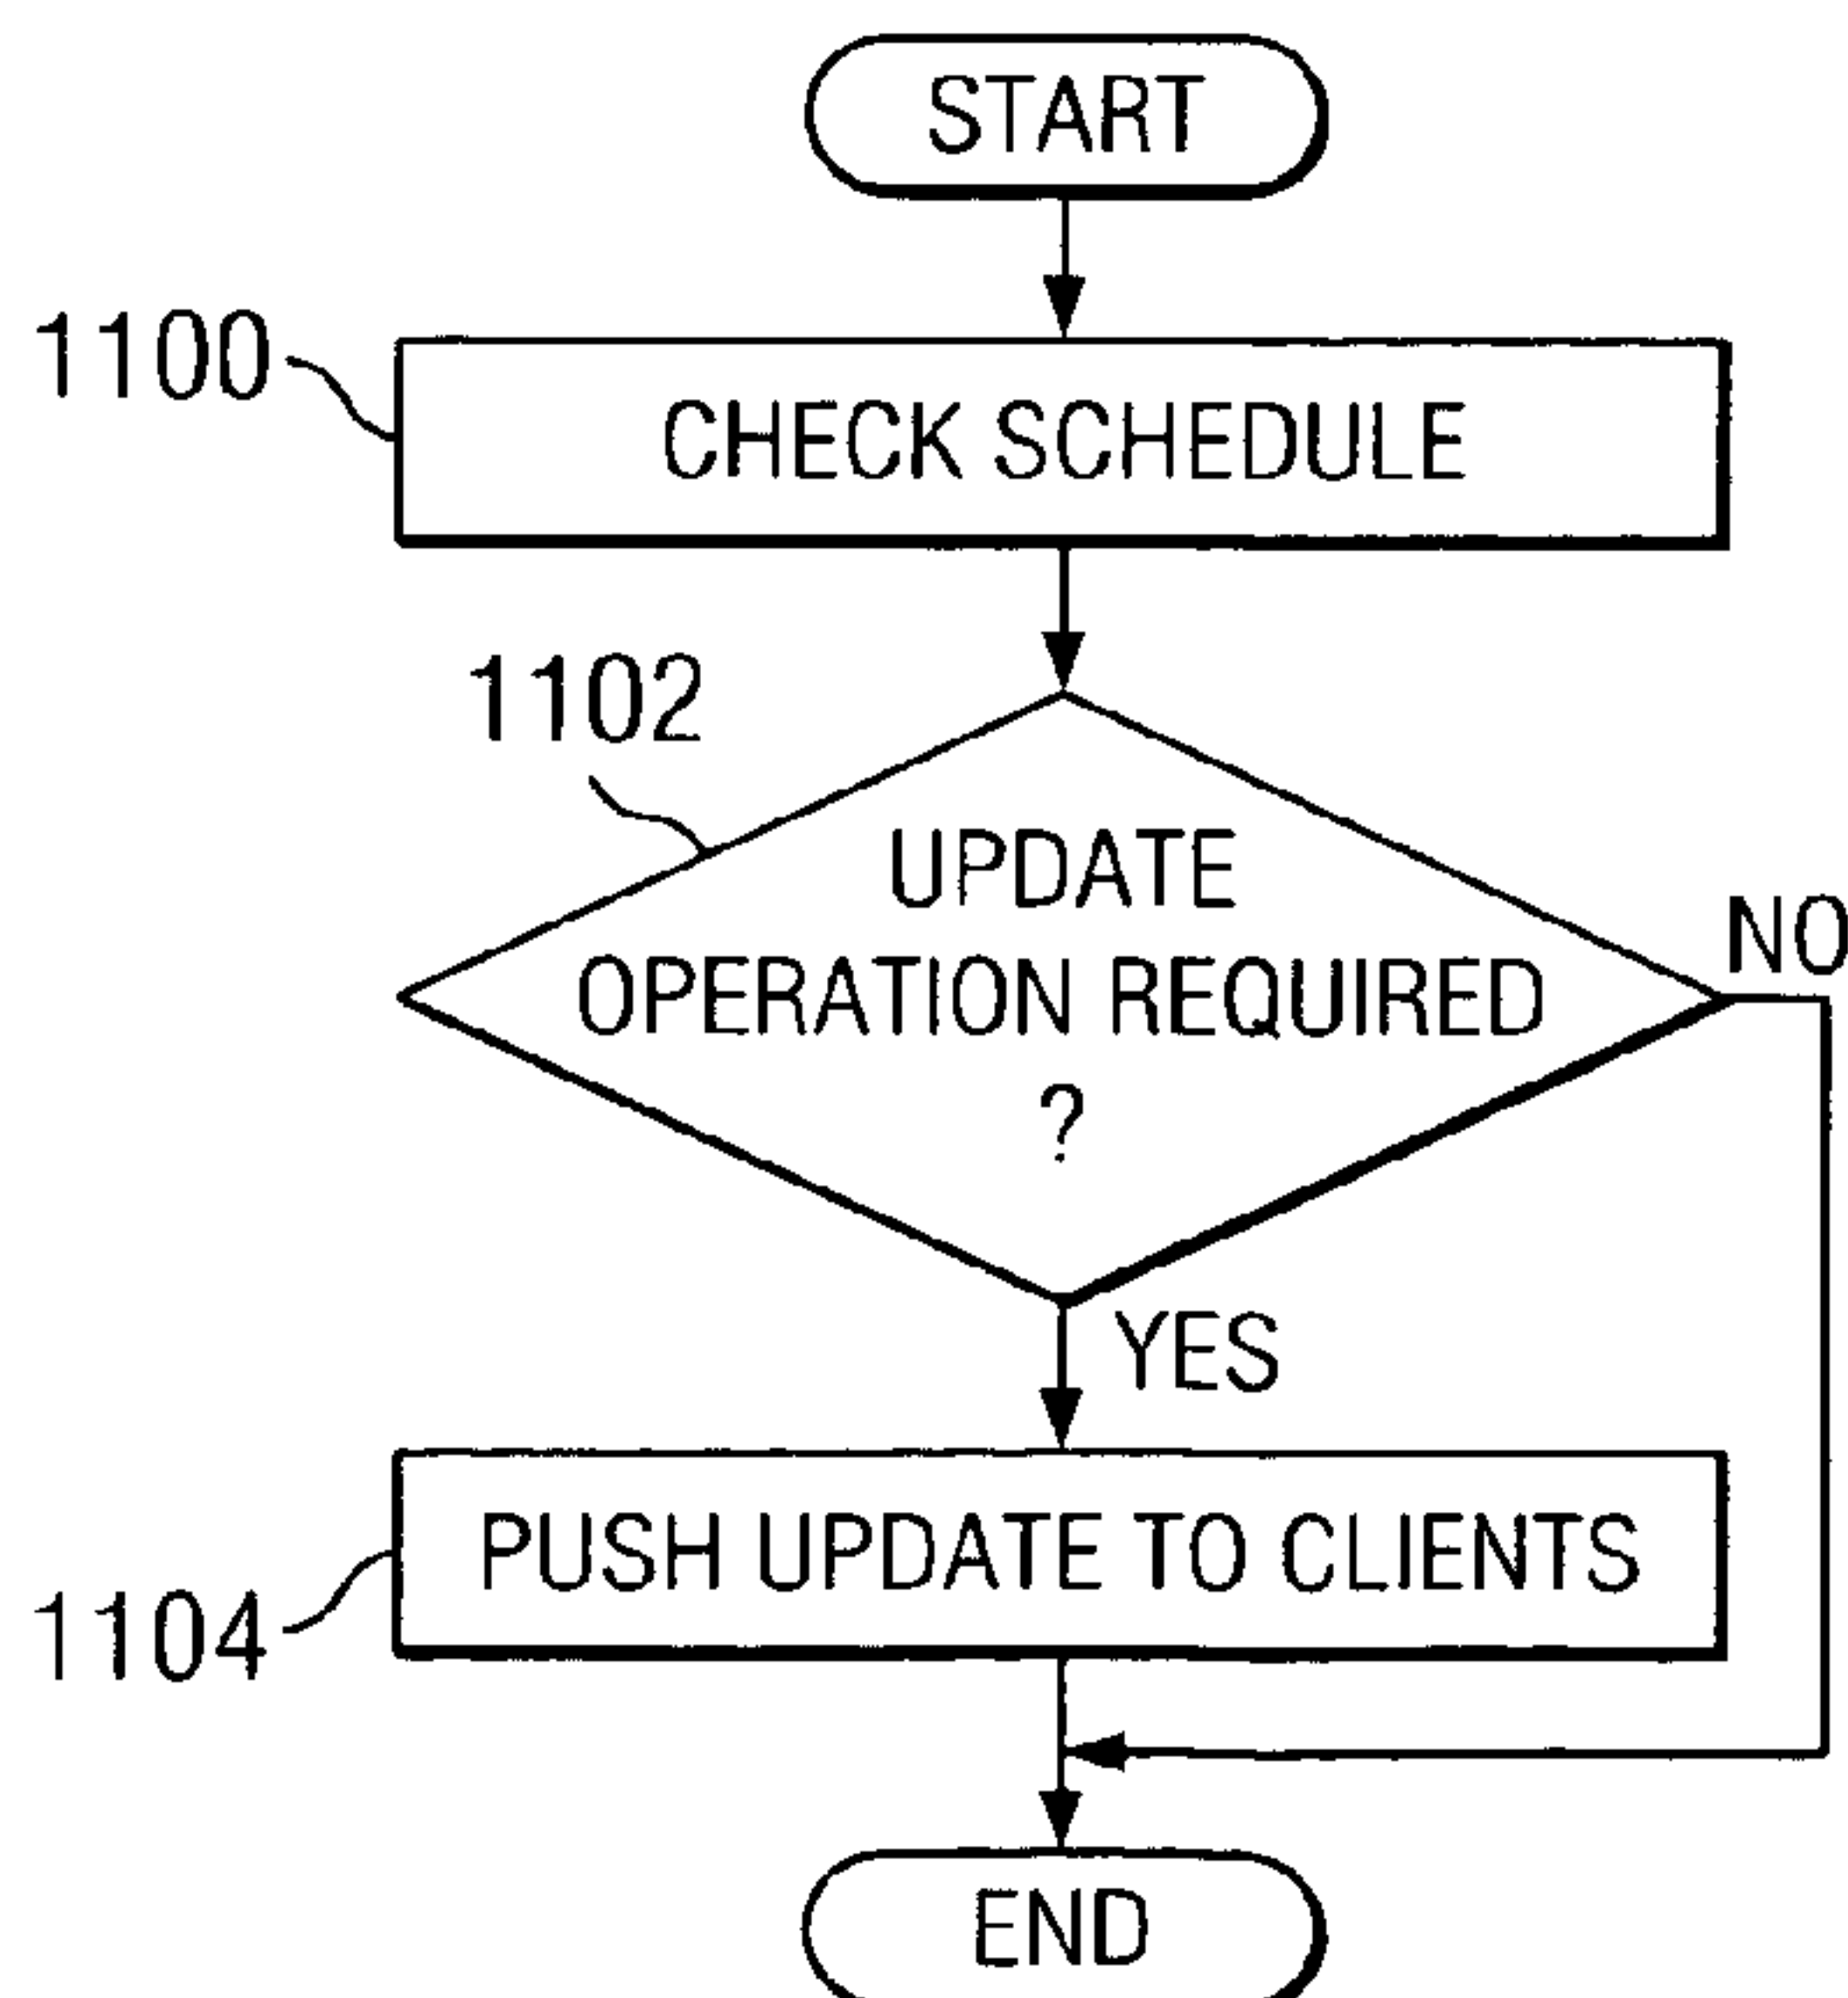 START
1100
CHECK SCHEDULE
1102
UPDATE
OPERATION REQUIRED
?
NO
YES
PUSH UPDATE TO CLIENTS
1104
END